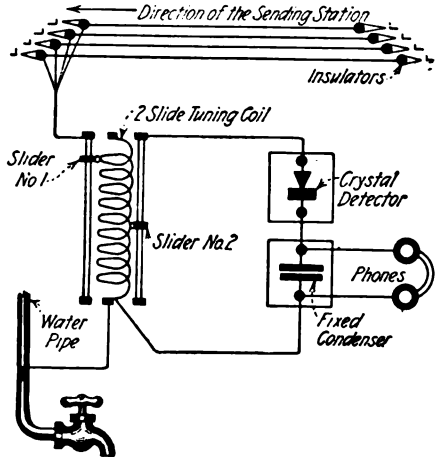 Direction of the Sending Station
Insulators
2 Slide Tuning Coil
Slider
No 1
Crystal
Detector
Slider No. 2
Phones
Water
Pipe
Fixed
Condenser